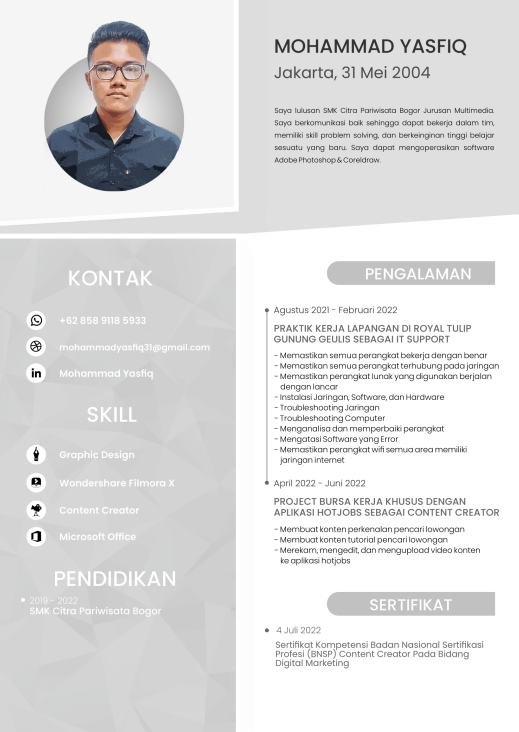 MOHAMMAD YASFIQ
Jakarta, 31 Mei 2004
Saya lulusan SMK Citra Pariwisata Bogor Jurusan Multimedia.
Saya berkomunikasi baik sehingga dapat bekerja dalam tim,
memiliki skill problem solving, dan berkeinginan tinggi belajar
sesuatu yang baru. Saya dapat mengoperasikan software
Adobe Photoshop & Coreldraw.
KONTAK
+62 858 9118 5933
mohammadyasfiq31@gmail.com
in
Mohammad Yasfiq
SKILL
Graphic Design
Wondershare Filmora X
Content Creator
Microsoft Office
PENDIDIKAN
2019 - 2022
SMK Citra Pariwisata Bogor
PENGALAMAN
Agustus 2021 - Februari 2022
PRAKTIK KERJA LAPANGAN DI ROYAL TULIP
GUNUNG GEULIS SEBAGAI IT SUPPORT
- Memastikan semua perangkat bekerja dengan benar
- Memastikan semua perangkat terhubung pada jaringan
- Memastikan perangkat lunak yang digunakan berjalan
dengan lancar
- Instalasi Jaringan, Software, dan Hardware
- Troubleshooting Jaringan
- Troubleshooting Computer
- Menganalisa dan memperbaiki perangkat
- Mengatasi Software yang Error
- Memastikan perangkat wifi semua area memiliki
jaringan internet
April 2022 - Juni 2022
PROJECT BURSA KERJA KHUSUS DENGAN
APLIKASI HOTJOBS SEBAGAI CONTENT CREATOR
- Membuat konten perkenalan pencari lowongan
- Membuat konten tutorial pencari lowongan
- Merekam, mengedit, dan mengupload video konten
ke aplikasi hotjobs
SERTIFIKAT
4 Juli 2022
Sertifikat Kompetensi Badan Nasional Sertifikasi
Profesi (BNSP) Content Creator Pada Bidang
Digital Marketing